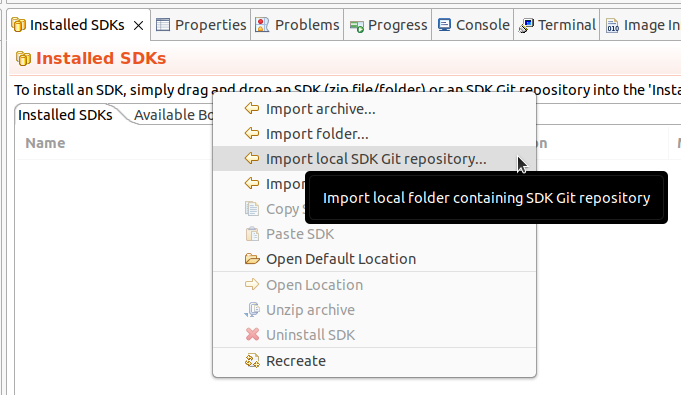 Installed SDKs
Properties
Problems
Progress
Console
Terminal
Image In
Installed SDKs
To install an SDK, simply drag and drop an SDK (zip file/folder) or an SDK Git repository into the 'Insta
Installed SDKs
Available Bo
Name
on
Import archive...
Import folder...
Import local SDK Git repository...
Impo
Import local folder containing SDK Git repository
Copy S
Paste SDK
Open Default Location
Open Location
Unzip archive
Uninstall SDK
Recreate